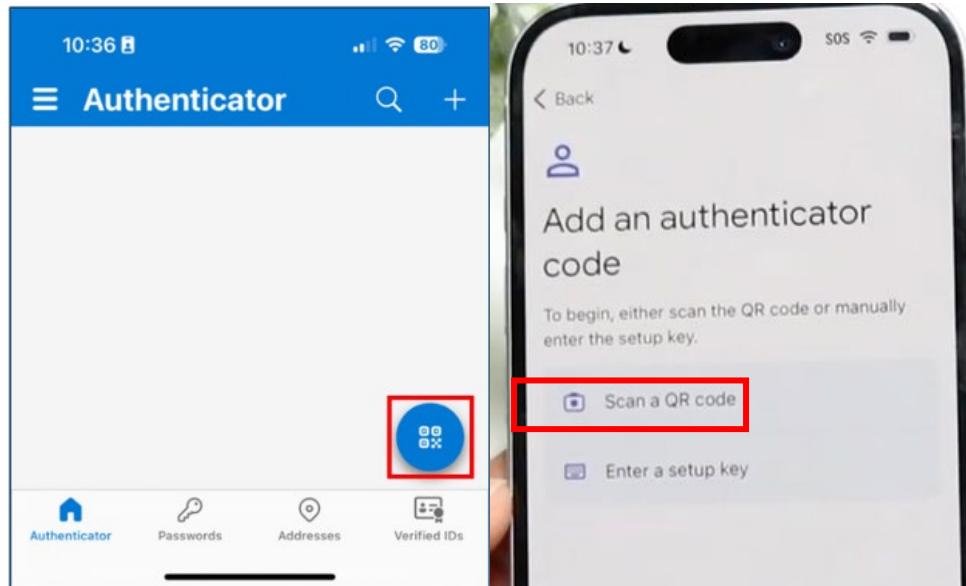 10:36
80
Authenticator
Authenticator
Passwords
Addresses
Verified IDs
10:37
SOS
Back
Add an authenticator
code
To begin, either scan the QR code or manually
enter the setup key.
Scan a QR code
Enter a setup key